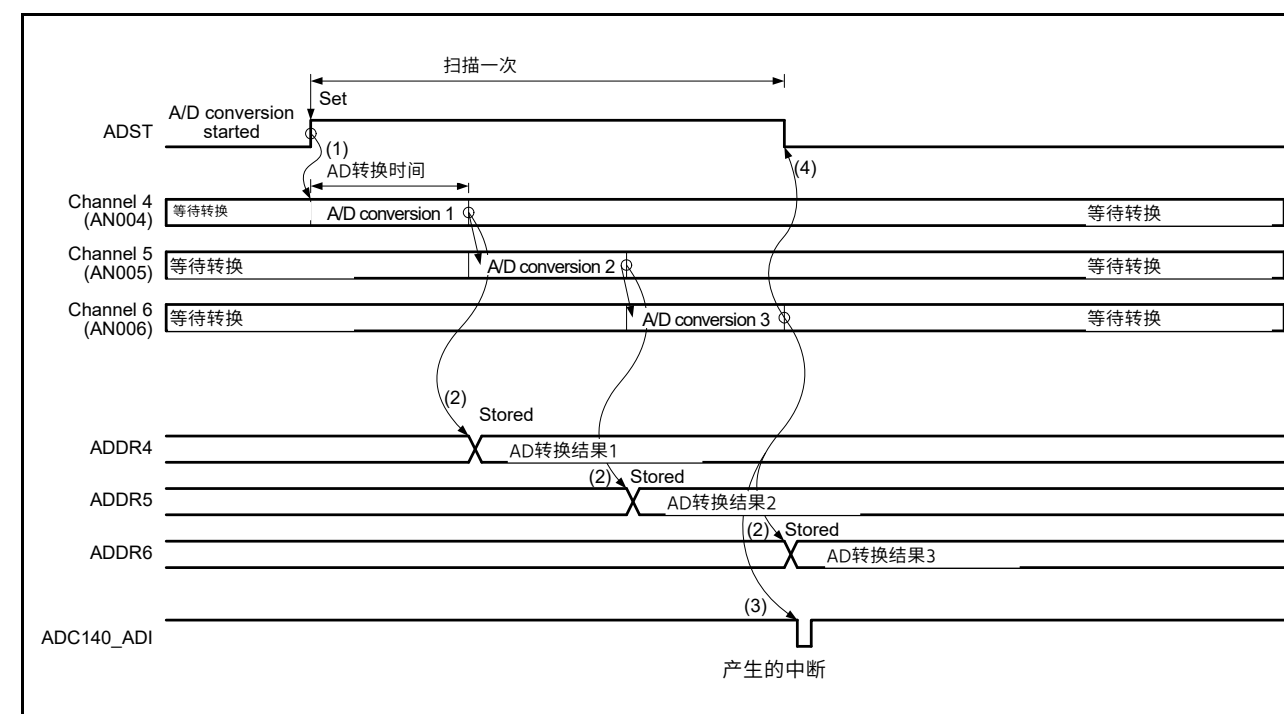 扫描一次
Set
A/D conversion
started
ADST
(1)
AD转换时间
(4)
Channel 4
(AN004)
等待转换
A/D conversion 1
等待转换
Channel 5
(AN005)
等待转换
A/D conversion 2
等待转换
Channel 6
(AN006)
等待转换
A/D conversion 3
等待转换
(2)
Stored
ADDR4
AD转换结果1
(2)
Stored
ADDR5
AD转换结果2
(2)
Stored
ADDR6
AD转换结果3
(3)
ADC140_ADI
产生的中断